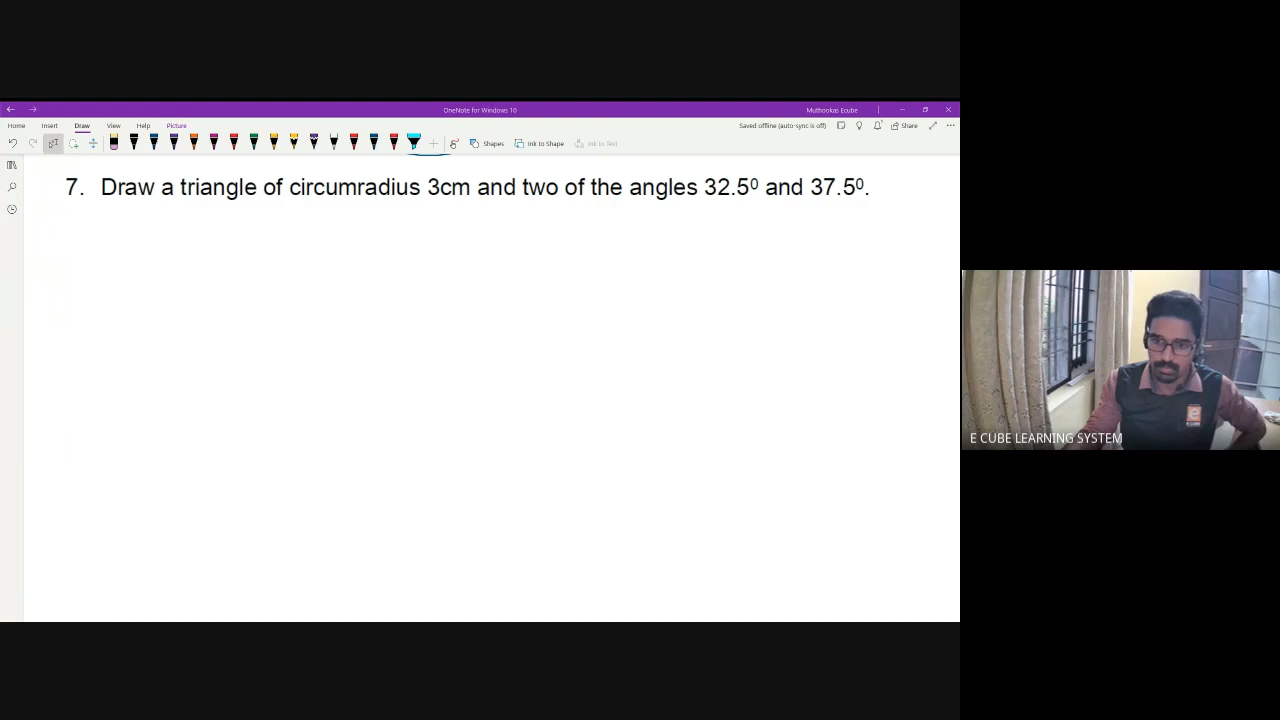 OneNote for Windows 10
Muthookas Ecube
Home Insert Draw View Help Picture
Saved offline (auto-sync is off)
Share
Shapes
Ink to Shape
Ink to Text
7. Draw a triangle of circumradius 3cm and two of the angles 32.5⁰ and 37.5⁰.
E CUBE LEARNING SYSTEM